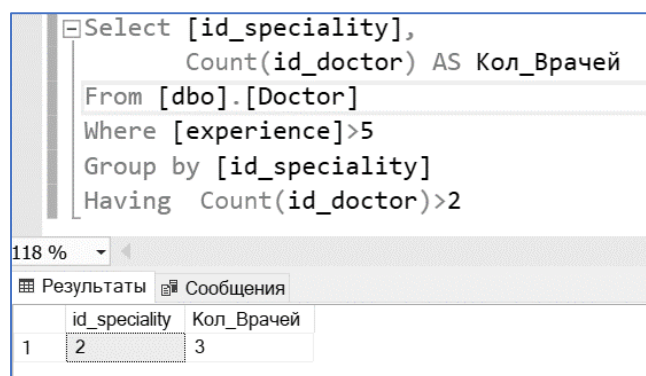 Select [id_speciality],
Count(id_doctor) AS Кол_Врачей
From [dbo].[Doctor]
Where [experience]>5
Group by [id_speciality]
Having  Count(id_doctor)>2
118 %
Результаты Сообщения
id_speciality Кол_Врачей
1 2 3